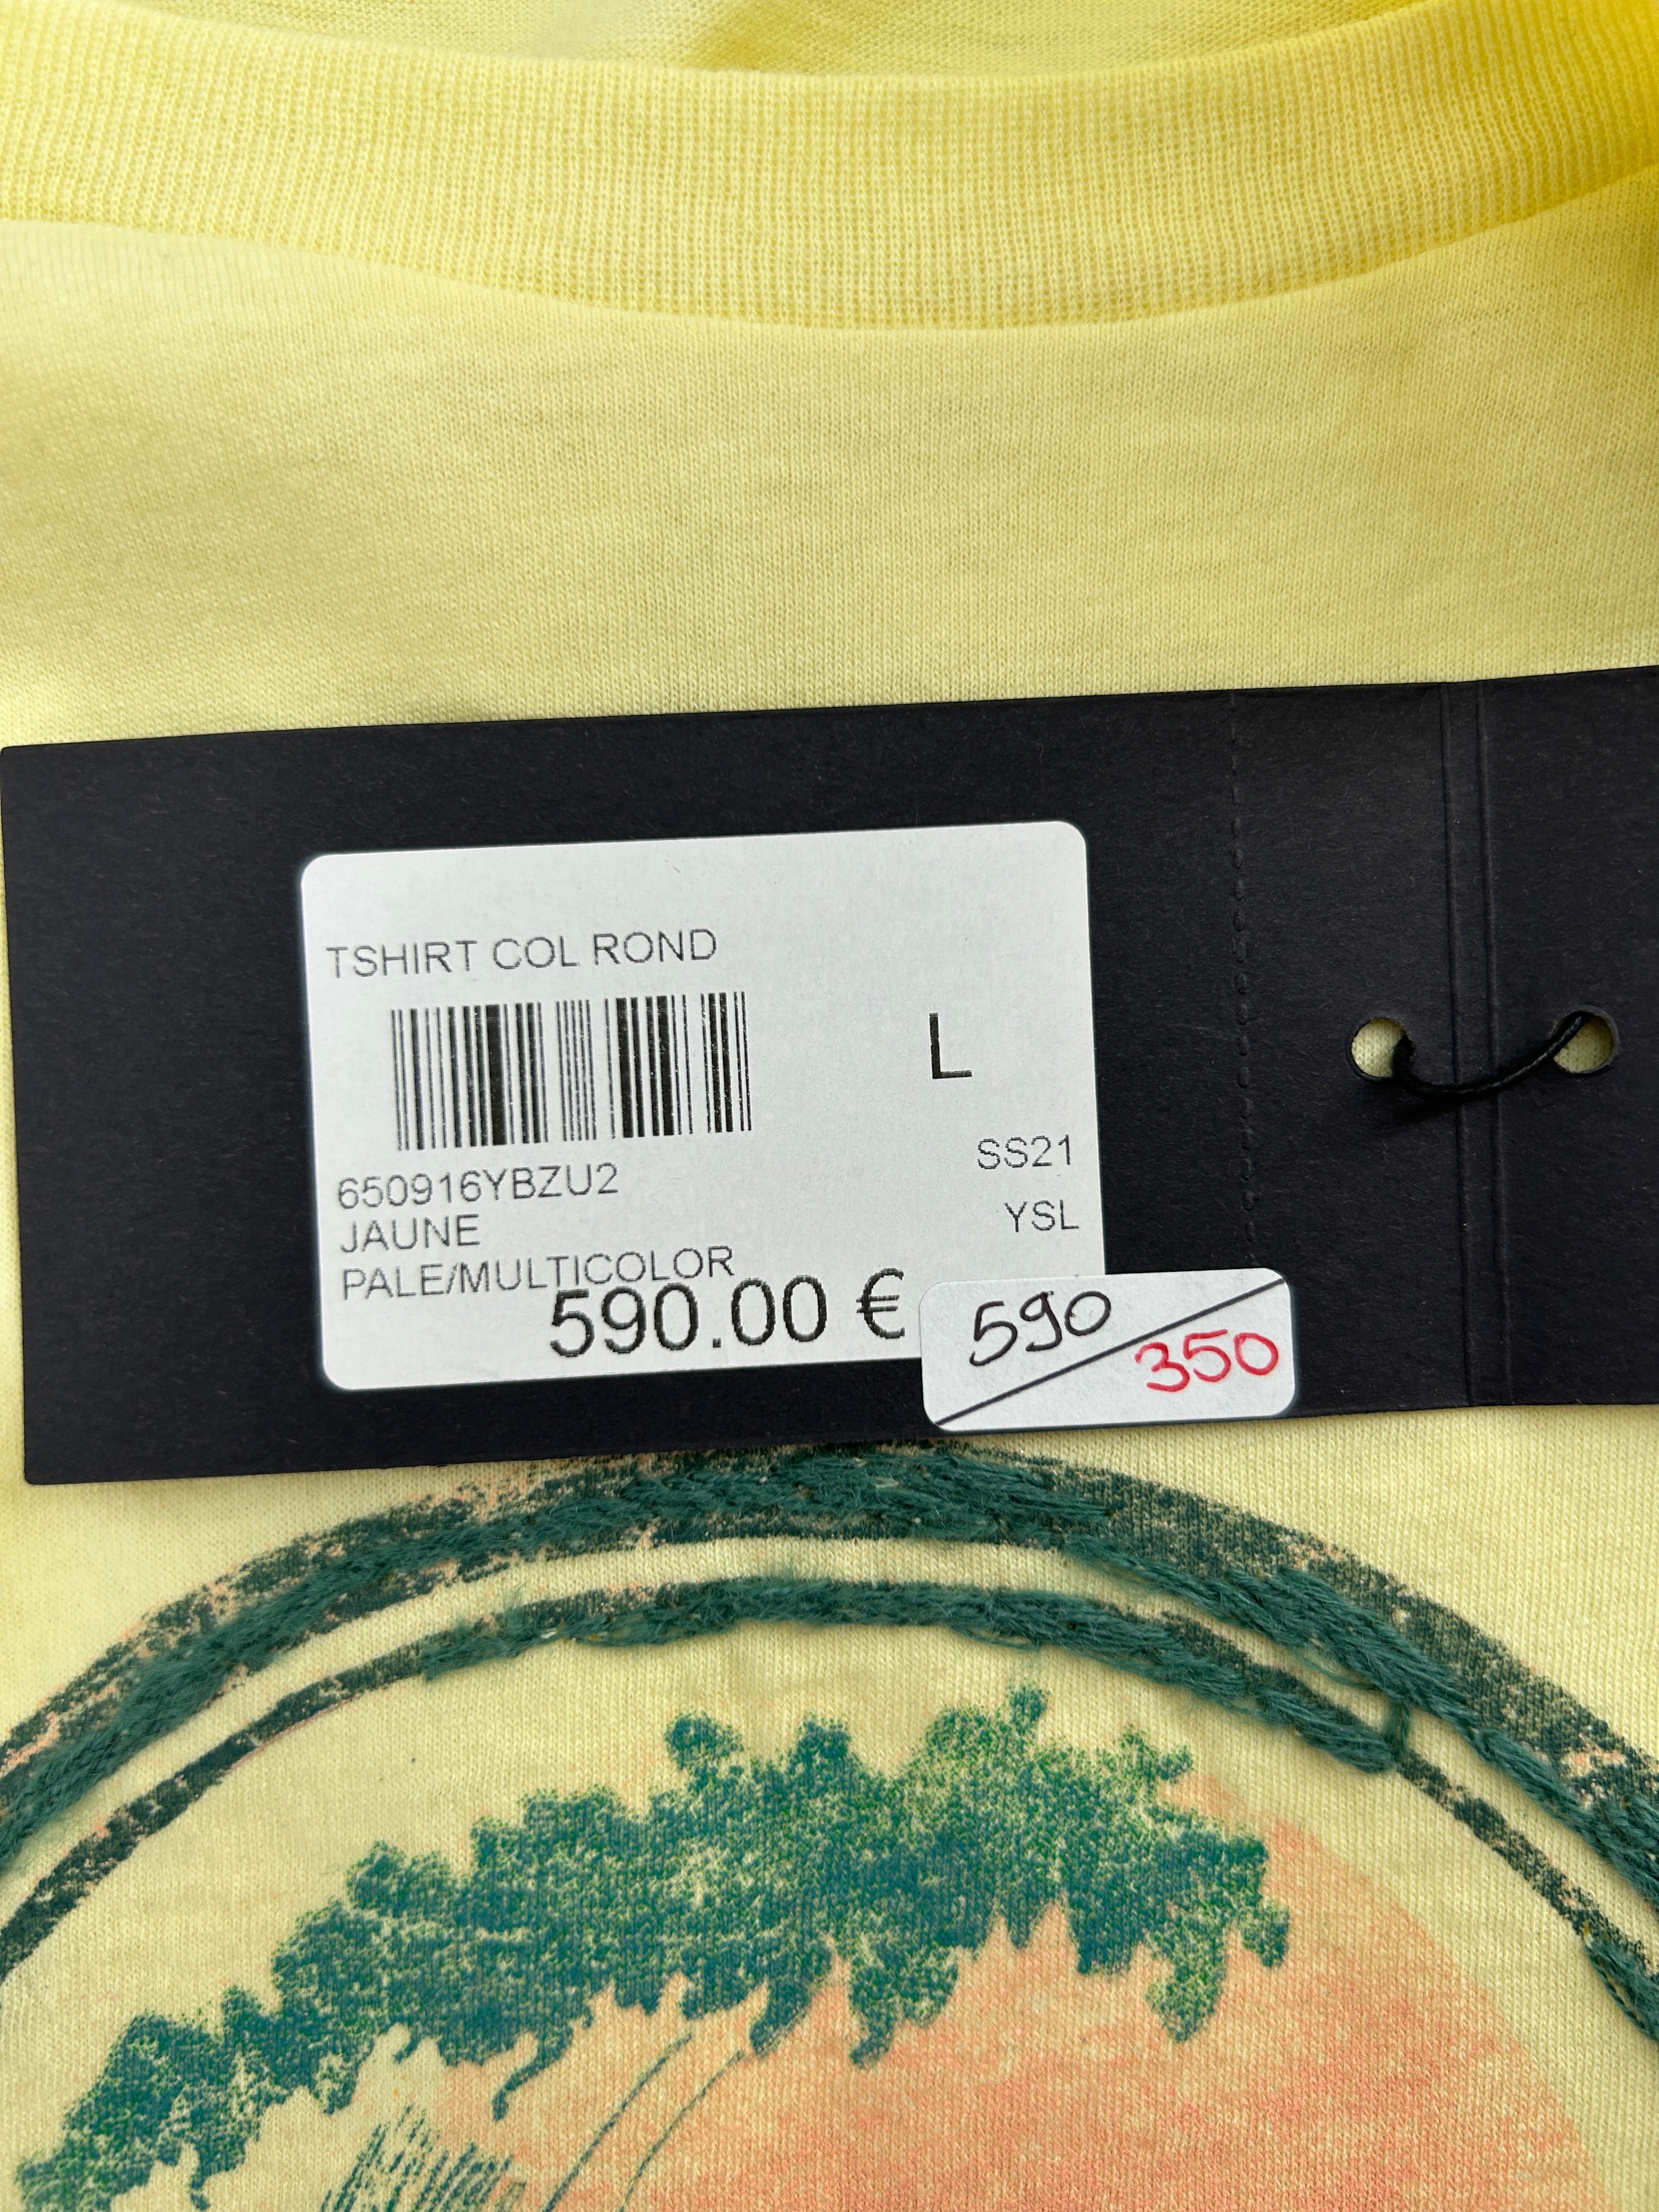 TSHIRT COL ROND
L
SS21
650916YBZU2
YSL
JAUNE
PALE/MULTICOLOR
590.00 €
590
350